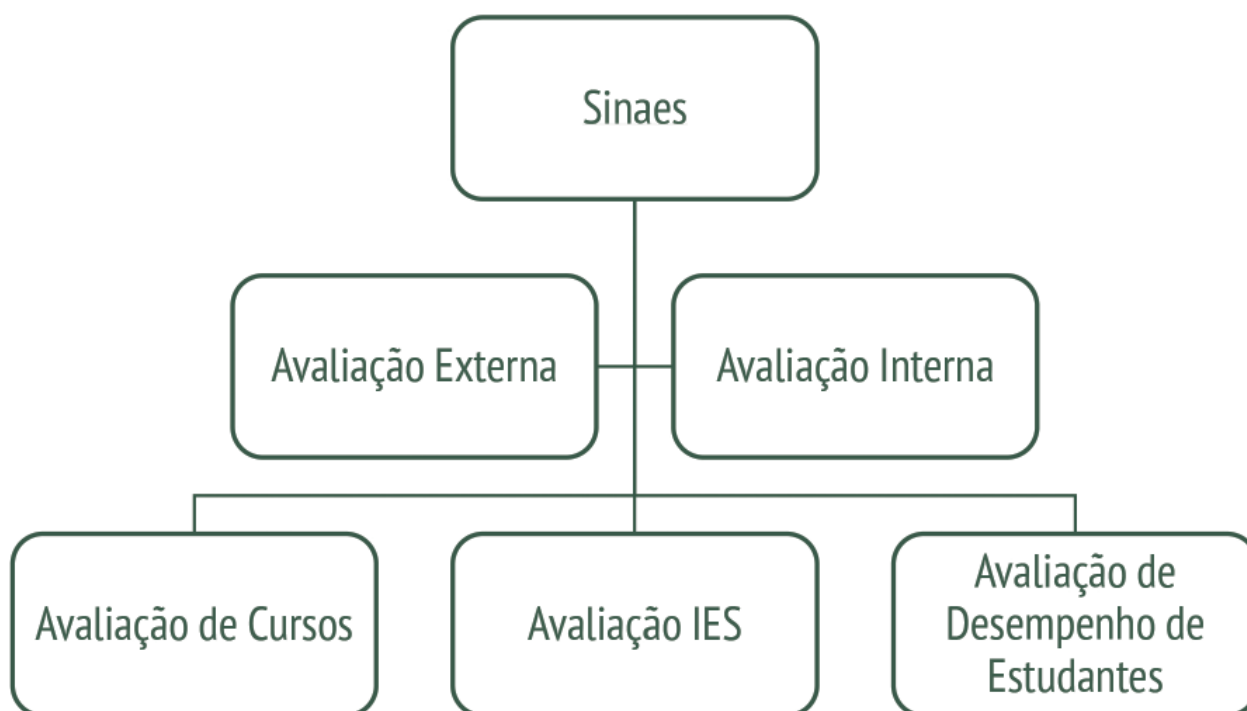 Sinaes
Avaliação Externa
Avaliação Interna
Avaliação de Cursos
Avaliação IES
Avaliação de
Desempenho de
Estudantes